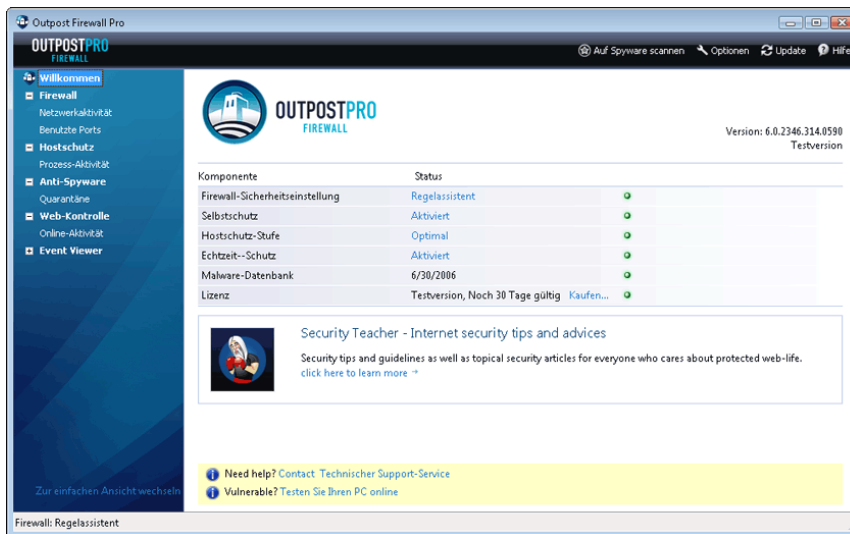 Outpost Firewall Pro
OUTPOSTPRO
FIREWALL
Auf Spyware scannen Optionen Update Hilfe
Willkommen
Firewall
Netzwerkaktivität
Benutzte Ports
Hostschutz
Prozess-Aktivität
Anti-Spyware
Quarantäne
Web-Kontrolle
Online-Aktivität
Event Viewer
Zur einfachen Ansicht wechseln
OUTPOSTPRO
FIREWALL
Version: 6.0.2346.314.0590
Testversion
Komponente Status
Firewall-Sicherheitseinstellung Regelassistent
Selbstschutz Aktiviert
Hostschutz-Stufe Optimal
Echtzeit--Schutz Aktiviert
Malware-Datenbank 6/30/2006
Lizenz Testversion, Noch 30 Tage gültig Kaufen...
Security Teacher - Internet security tips and advices
Security tips and guidelines as well as topical security articles for everyone who cares about protected web-life.
click here to learn more →
Need help? Contact Technischer Support-Service
Vulnerable? Testen Sie Ihren PC online
Firewall: Regelassistent